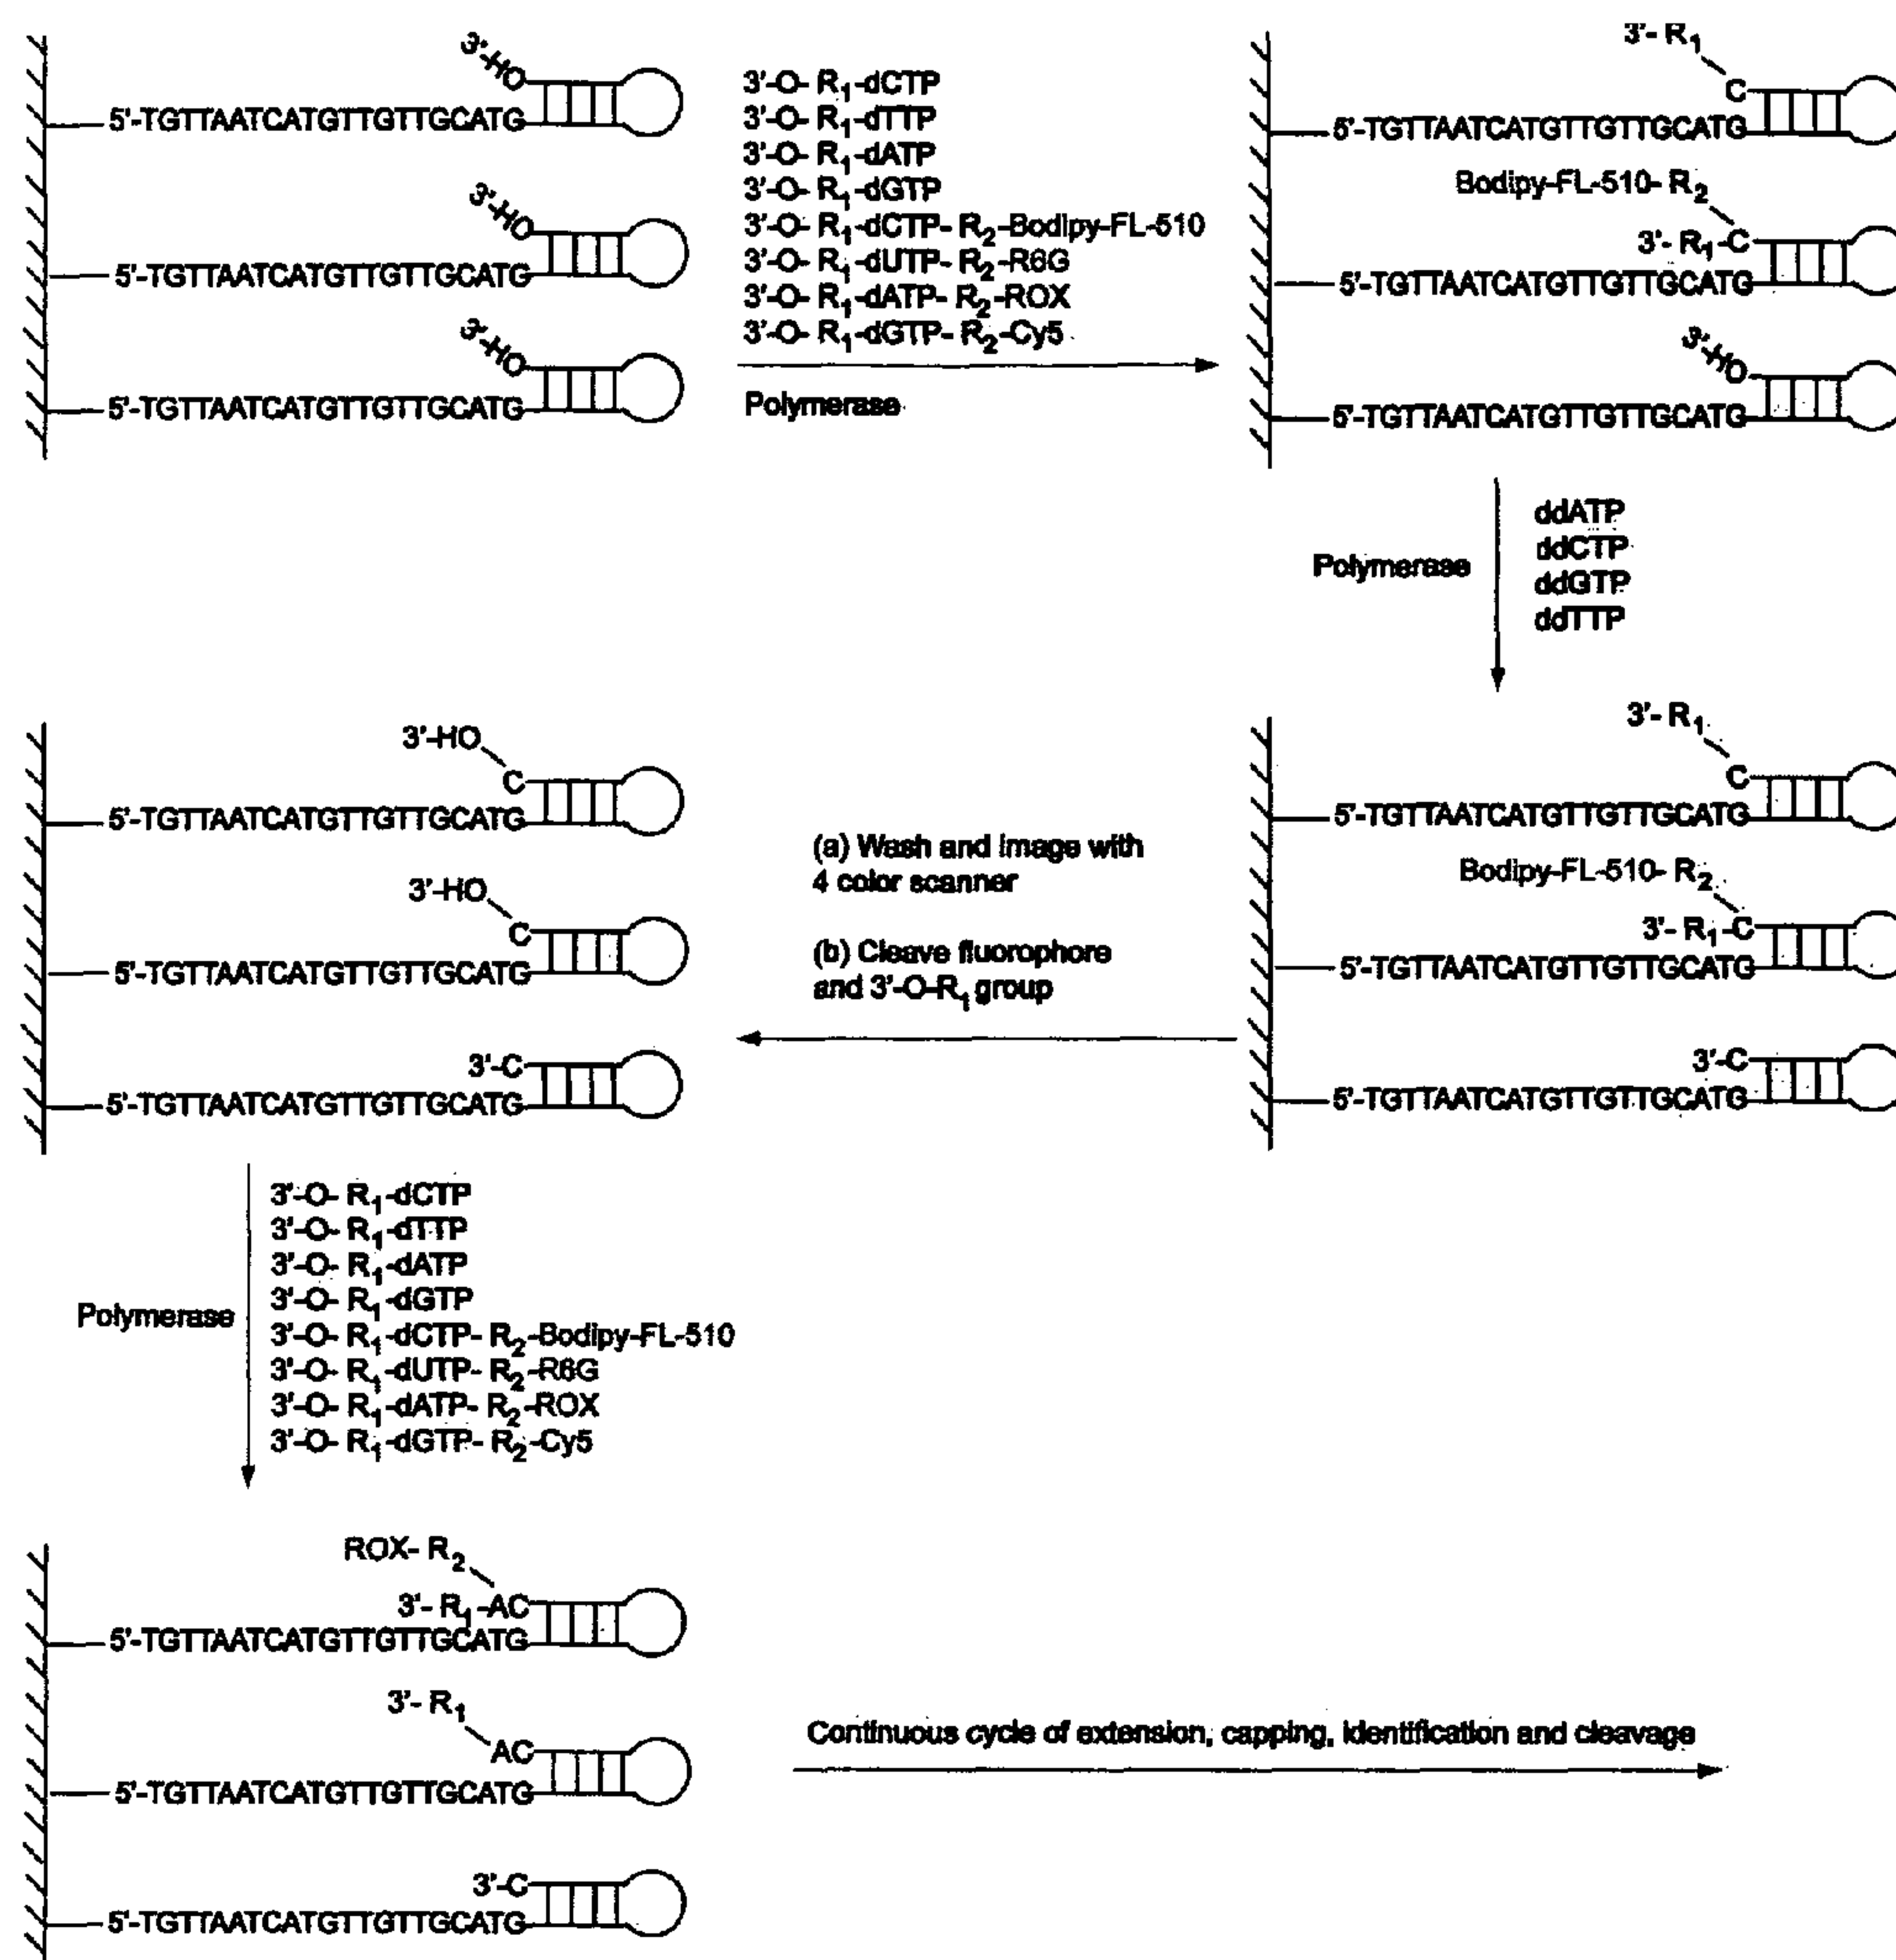 3'-HO
5'-TGTTAATCATGTTGTTGCATG
3'-HO
5'-TGTTAATCATGTTGTTGCATG
3'-HO
5'-TGTTAATCATGTTGTTGCATG
3'-O- R1-dCTP
3'-O- R1-dTTP
3'-O- R1-dATP
3'-O- R1-dGTP
3'-O- R1-dCTP- R2-Bodipy-FL-510
3'-O- R1-dUTP- R2-R6G
3'-O- R1-dATP- R2-ROX
3'-O- R1-dGTP- R2-Cy5
Polymerase
3'- R1
C
5'-TGTTAATCATGTTGTTGCATG
Bodipy-FL-510- R2
3'- R1-C
5'-TGTTAATCATGTTGTTGCATG
3'-HO
5'-TGTTAATCATGTTGTTGCATG
Polymerase
ddATP
ddCTP
ddGTP
ddTTP
3'- R1
C
5'-TGTTAATCATGTTGTTGCATG
Bodipy-FL-510- R2
3'- R1-C
5'-TGTTAATCATGTTGTTGCATG
3'-C
5'-TGTTAATCATGTTGTTGCATG
(a) Wash and image with
4 color scanner
(b) Cleave fluorophore
and 3'-O-R1 group
3'-HO
C
5'-TGTTAATCATGTTGTTGCATG
3'-HO
C
5'-TGTTAATCATGTTGTTGCATG
3'-C
5'-TGTTAATCATGTTGTTGCATG
Polymerase
3'-O- R1-dCTP
3'-O- R1-dTTP
3'-O- R1-dATP
3'-O- R1-dGTP
3'-O- R1-dCTP- R2-Bodipy-FL-510
3'-O- R1-dUTP- R2-R6G
3'-O- R1-dATP- R2-ROX
3'-O- R1-dGTP- R2-Cy5
ROX- R2
3'- R1-AC
5'-TGTTAATCATGTTGTTGCATG
3'- R1
AC
5'-TGTTAATCATGTTGTTGCATG
3'-C
5'-TGTTAATCATGTTGTTGCATG
Continuous cycle of extension, capping, identification and cleavage